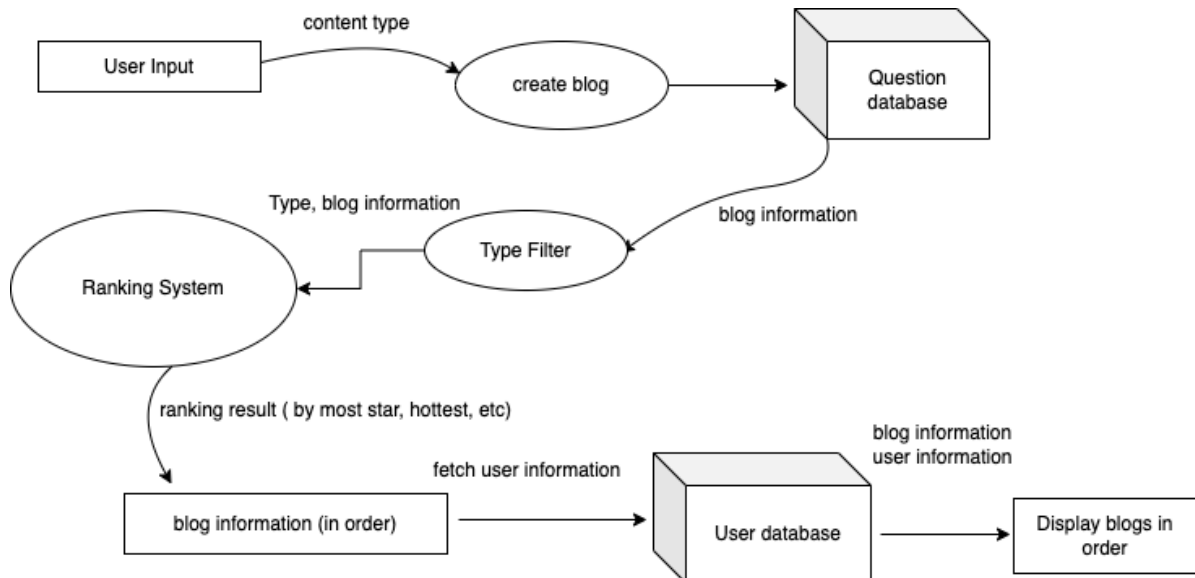 content type
User Input
create blog
Question
database
Type, blog information
blog information
Type Filter
Ranking System
ranking result ( by most star, hottest, etc)
blog information
user information
fetch user information
blog information (in order)
User database
Display blogs in
order